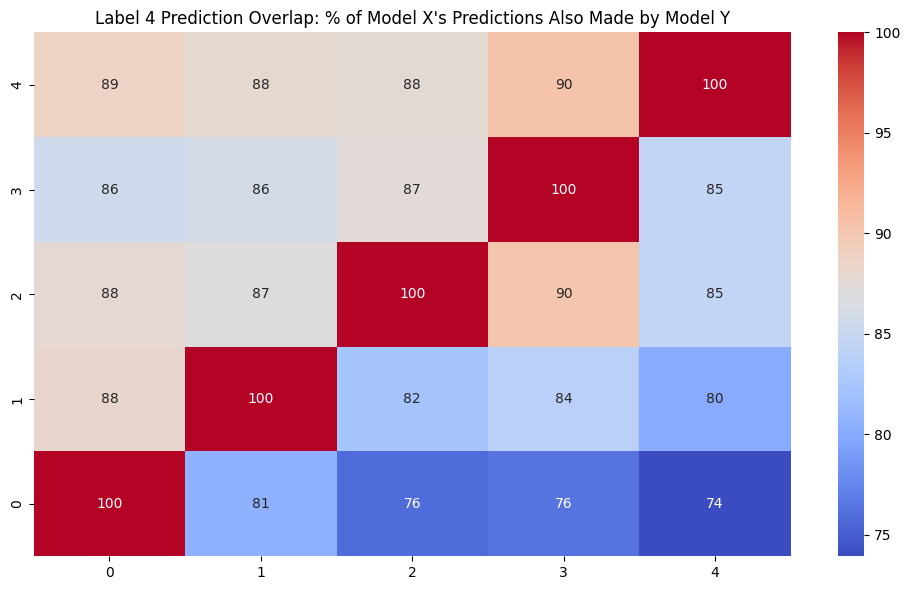 Label 4 Prediction Overlap: % of Model X's Predictions Also Made by Model Y
4 89 88 88 90 100
3 86 86 87 100 85
2 88 87 100 90 85
1 88 100 82 84 80
0 100 81 76 76 74
0 1 2 3 4
100
95
90
85
80
75